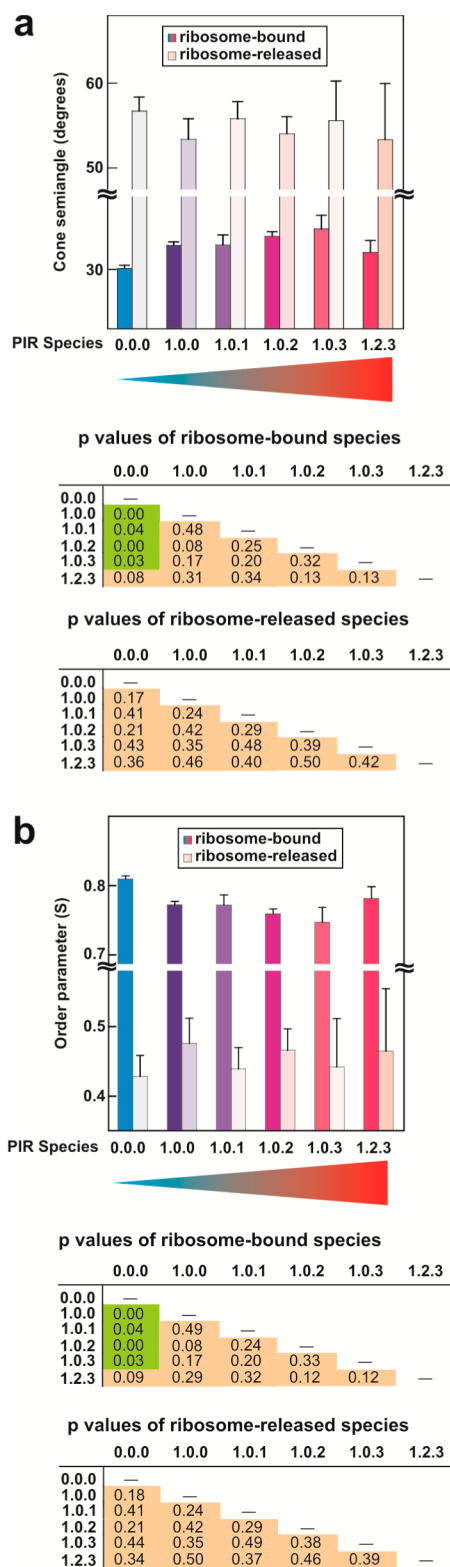 a
ribosome-bound
ribosome-released
60
50
30
Cone semiangle (degrees)
PIR Species 0.0.0 1.0.0 1.0.1 1.0.2 1.0.3 1.2.3
p values of ribosome-bound species
0.0.0 1.0.0 1.0.1 1.0.2 1.0.3 1.2.3
0.0.0 —
1.0.0 0.00 —
1.0.1 0.04 0.48 —
1.0.2 0.00 0.08 0.25 —
1.0.3 0.03 0.17 0.20 0.32 —
1.2.3 0.08 0.31 0.34 0.13 0.13 —
p values of ribosome-released species
0.0.0 1.0.0 1.0.1 1.0.2 1.0.3 1.2.3
0.0.0 —
1.0.0 0.17 —
1.0.1 0.41 0.24 —
1.0.2 0.21 0.42 0.29 —
1.0.3 0.43 0.35 0.48 0.39 —
1.2.3 0.36 0.46 0.40 0.50 0.42 —
b
ribosome-bound
ribosome-released
0.8
0.7
0.5
0.4
Order parameter (S)
PIR Species 0.0.0 1.0.0 1.0.1 1.0.2 1.0.3 1.2.3
p values of ribosome-bound species
0.0.0 1.0.0 1.0.1 1.0.2 1.0.3 1.2.3
0.0.0 —
1.0.0 0.00 —
1.0.1 0.04 0.49 —
1.0.2 0.00 0.08 0.24 —
1.0.3 0.03 0.17 0.20 0.33 —
1.2.3 0.09 0.29 0.32 0.12 0.12 —
p values of ribosome-released species
0.0.0 1.0.0 1.0.1 1.0.2 1.0.3 1.2.3
0.0.0 —
1.0.0 0.18 —
1.0.1 0.41 0.24 —
1.0.2 0.21 0.42 0.29 —
1.0.3 0.44 0.35 0.49 0.38 —
1.2.3 0.34 0.50 0.37 0.46 0.39 —